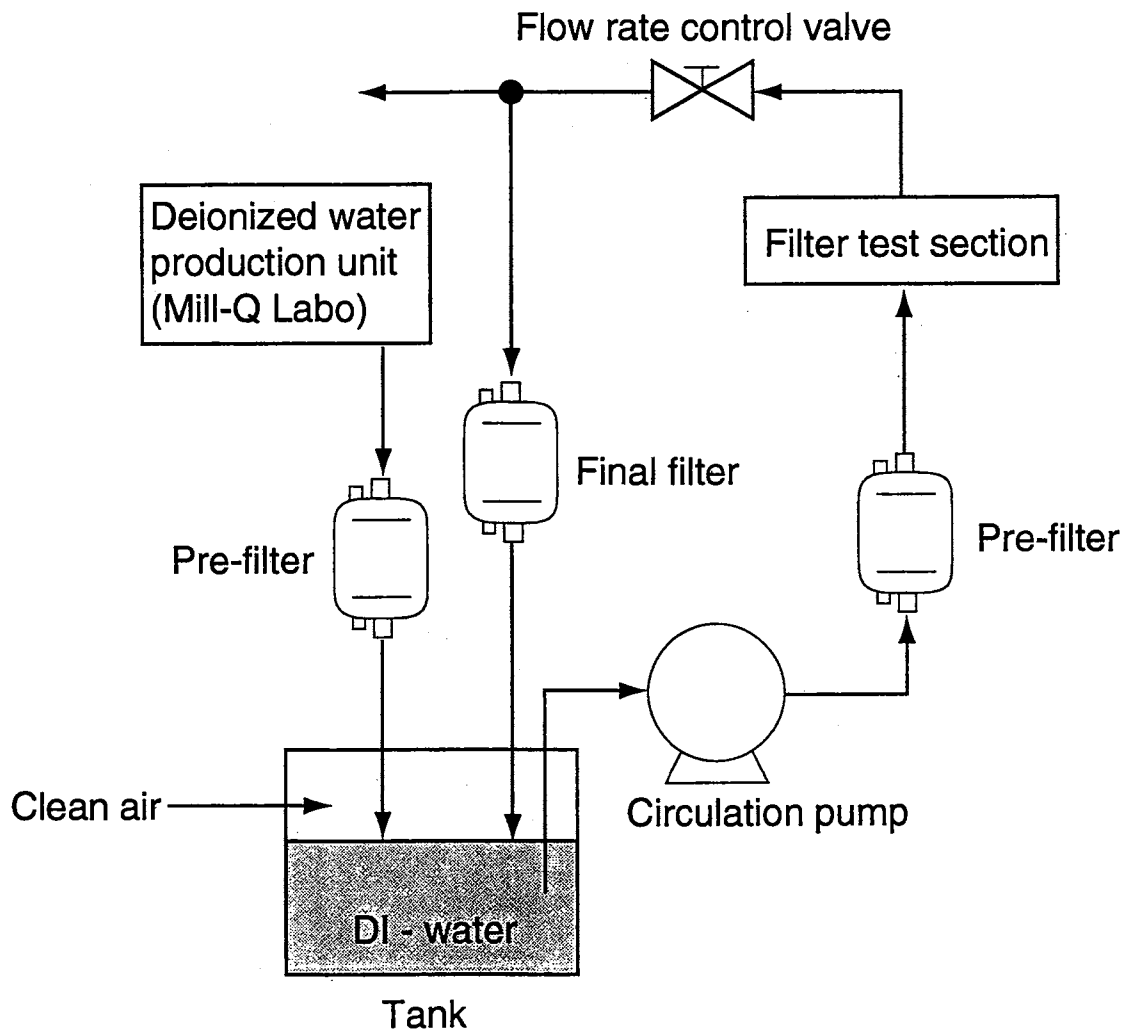 Flow rate control valve
Deionized water
production unit
(Mill-Q Labo)
Filter test section
Final filter
Pre-filter
Pre-filter
Clean air
Circulation pump
DI - water
Tank